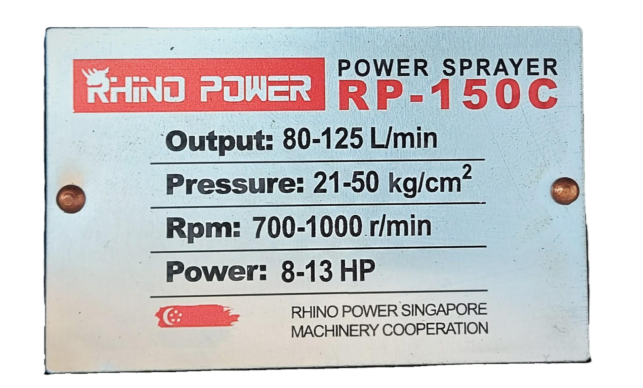 RHINO POWER
POWER SPRAYER
RP-150C
Output: 80-125 L/min
Pressure: 21-50 kg/cm²
Rpm: 700-1000 r/min
Power: 8-13 HP
RHINO POWER SINGAPORE
MACHINERY COOPERATION